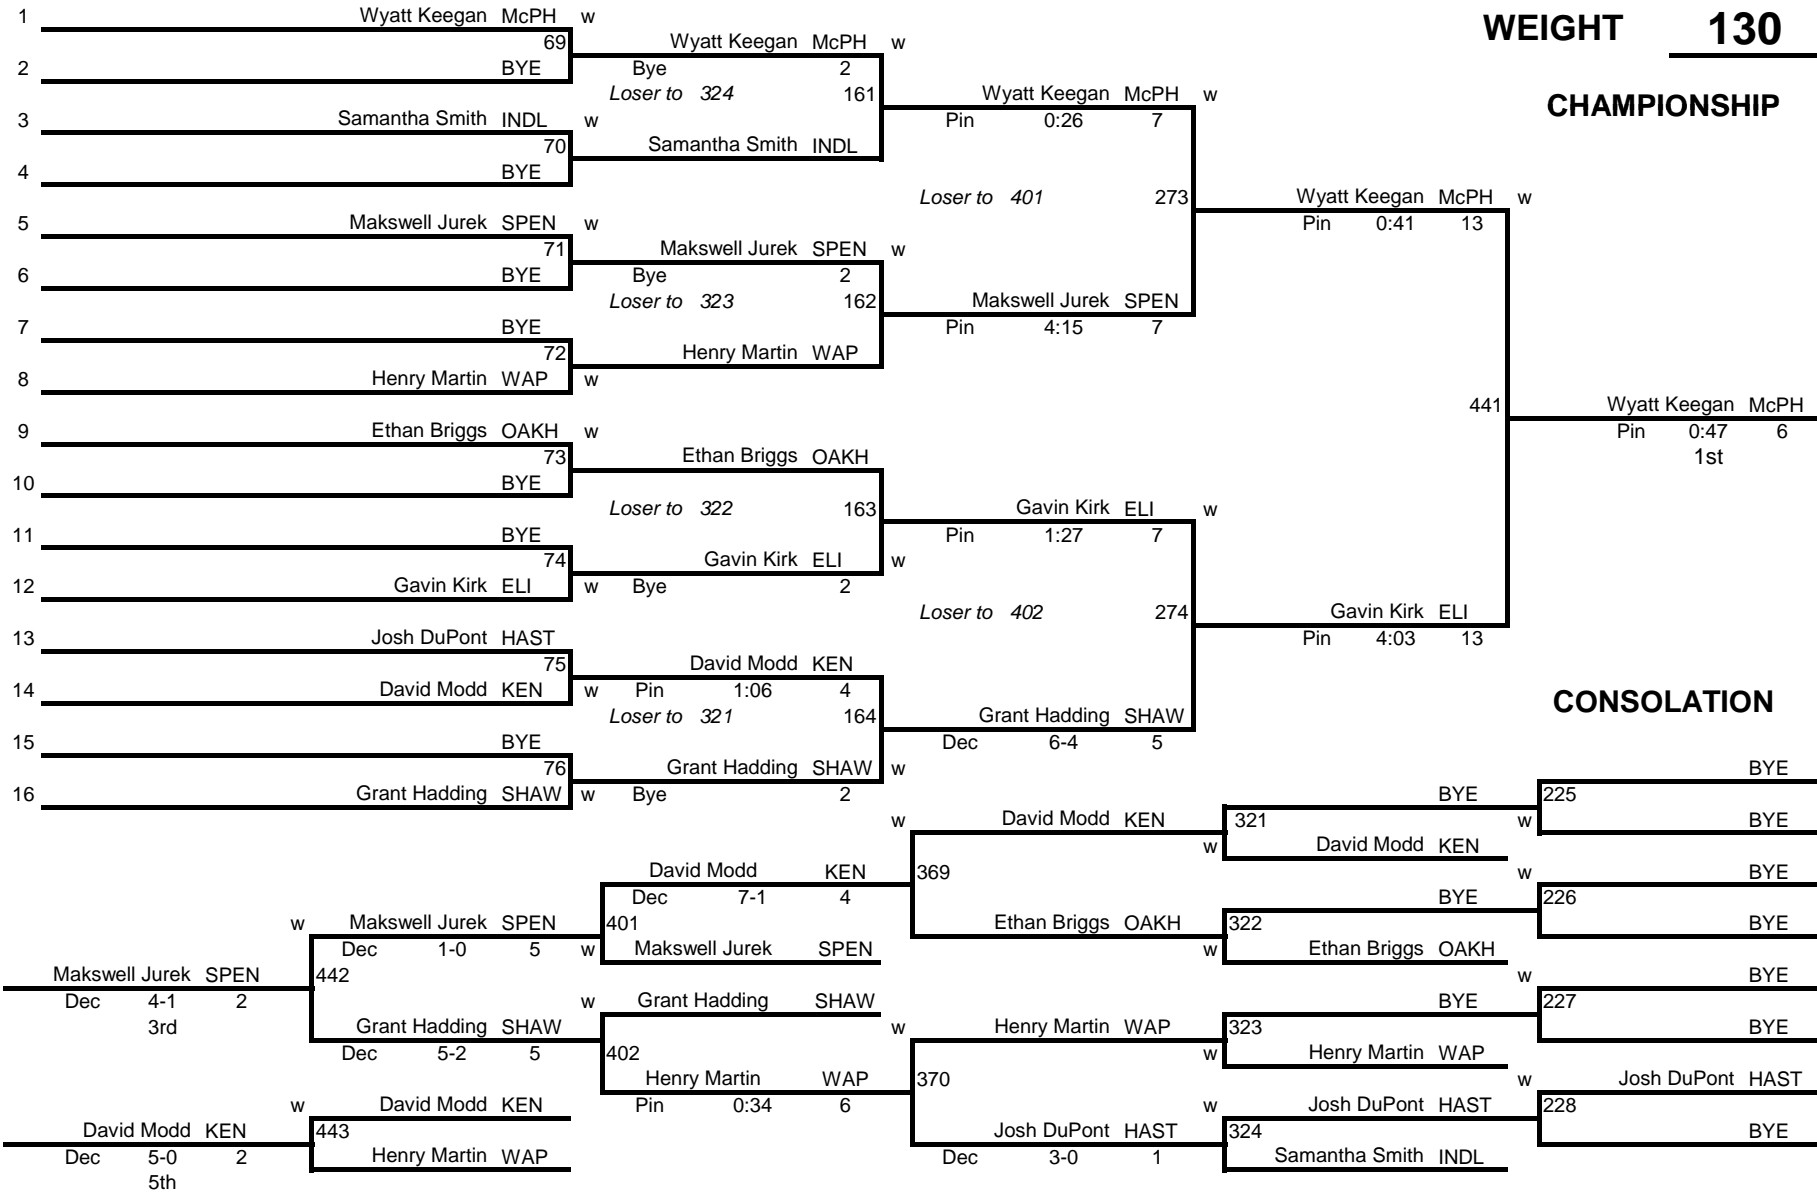 WEIGHT 130
CHAMPIONSHIP
1 Wyatt Keegan McPH w
69
2 BYE
3 Samantha Smith INDL w
70
4 BYE
5 Makswell Jurek SPEN w
71
6 BYE
7 BYE
72
8 Henry Martin WAP w
9 Ethan Briggs OAKH w
73
10 BYE
11 BYE
74
12 Gavin Kirk ELI w
13 Josh DuPont HAST
75
14 David Modd KEN w
15 BYE
76
16 Grant Hadding SHAW w
Wyatt Keegan McPH w
Bye 2
Loser to 324 161
Samantha Smith INDL
Makswell Jurek SPEN w
Bye 2
Loser to 323 162
Henry Martin WAP
Ethan Briggs OAKH
Loser to 322 163
Gavin Kirk ELI w
Bye 2
David Modd KEN
Pin 1:06 4
Loser to 321 164
Grant Hadding SHAW w
Bye 2
Wyatt Keegan McPH w
Pin 0:26 7
Loser to 401 273
Makswell Jurek SPEN
Pin 4:15 7
Gavin Kirk ELI w
Pin 1:27 7
Loser to 402 274
Grant Hadding SHAW
Dec 6-4 5
Wyatt Keegan McPH w
Pin 0:41 13
441
Gavin Kirk ELI
Pin 4:03 13
Wyatt Keegan McPH
Pin 0:47 6
1st
CONSOLATION
BYE
225
w BYE
w BYE
226
BYE
w BYE
227
BYE
w Josh DuPont HAST
228
BYE
BYE
321
w David Modd KEN
BYE
322
w Ethan Briggs OAKH
BYE
323
w Henry Martin WAP
w Josh DuPont HAST
324
Samantha Smith INDL
w David Modd KEN
369
Ethan Briggs OAKH
w Henry Martin WAP
370
Josh DuPont HAST
Dec 3-0 1
David Modd KEN
Dec 7-1 4
401
w Makswell Jurek SPEN
w Grant Hadding SHAW
402
Henry Martin WAP
Pin 0:34 6
w Makswell Jurek SPEN
Dec 1-0 5
442
Grant Hadding SHAW
Dec 5-2 5
Makswell Jurek SPEN
Dec 4-1 2
3rd
w David Modd KEN
443
Henry Martin WAP
David Modd KEN
Dec 5-0 2
5th